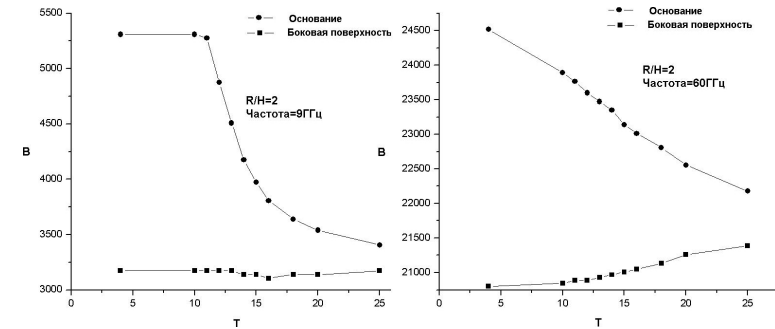 5500
5000
4500
4000
3500
3000
B
0
5
10
15
20
25
T
Основание
Боковая поверхность
R/H=2
Частота=9ГГц
24500
24000
23500
23000
22500
22000
21500
21000
B
0
5
10
15
20
25
T
Основание
Боковая поверхность
R/H=2
Частота=60ГГц